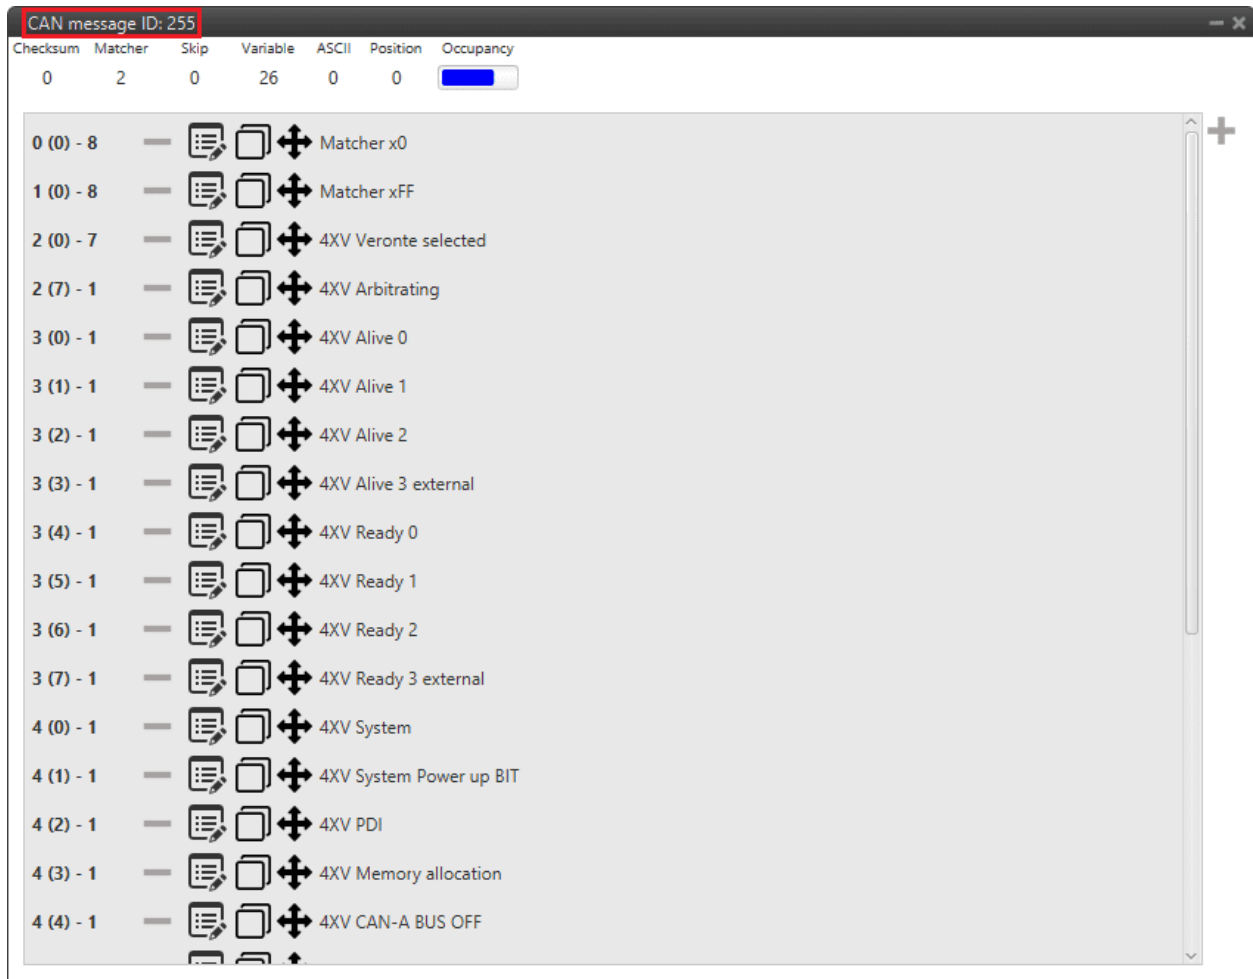 CAN message ID: 255
Checksum Matcher Skip Variable ASCII Position Occupancy
0 2 0 26 0 0
0 (0) - 8 Matcher x0
1 (0) - 8 Matcher xFF
2 (0) - 7 4XV Veronte selected
2 (7) - 1 4XV Arbitrating
3 (0) - 1 4XV Alive 0
3 (1) - 1 4XV Alive 1
3 (2) - 1 4XV Alive 2
3 (3) - 1 4XV Alive 3 external
3 (4) - 1 4XV Ready 0
3 (5) - 1 4XV Ready 1
3 (6) - 1 4XV Ready 2
3 (7) - 1 4XV Ready 3 external
4 (0) - 1 4XV System
4 (1) - 1 4XV System Power up BIT
4 (2) - 1 4XV PDI
4 (3) - 1 4XV Memory allocation
4 (4) - 1 4XV CAN-A BUS OFF